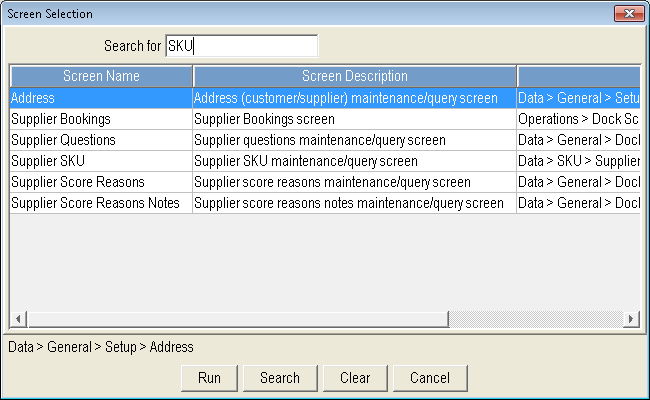 Screen Selection
Search for SKU
Screen Name Screen Description
Address Address (customer/supplier) maintenance/query screen Data > General > Setu
Supplier Bookings Supplier Bookings screen Operations > Dock Sc
Supplier Questions Supplier questions maintenance/query screen Data > General > Dock
Supplier SKU Supplier SKU maintenance/query screen Data > SKU > Supplier
Supplier Score Reasons Supplier score reasons maintenance/query screen Data > General > Dock
Supplier Score Reasons Notes Supplier score reasons notes maintenance/query screen Data > General > Dock
Data > General > Setup > Address
Run Search Clear Cancel